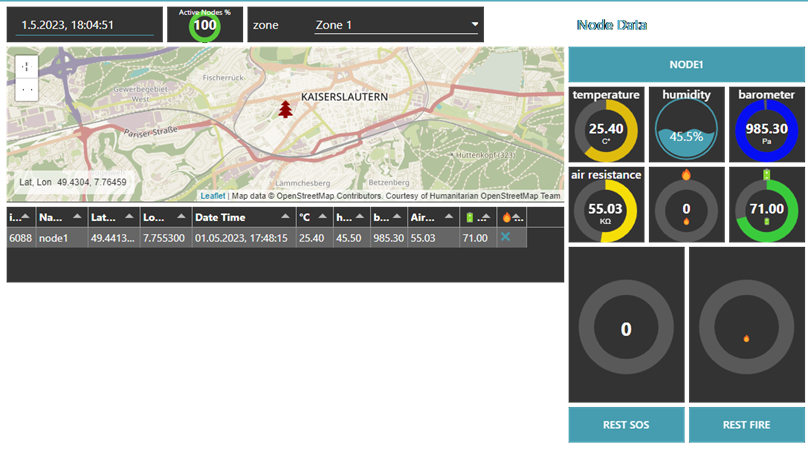 1.5.2023, 18:04:51
Active Nodes %
100
zone
Zone 1
Node Data
NODE1
Fischerrück
Gewerbegebiet
West
KAISERSLAUTERN
Pariser Straße
Hüttenkopf (323)
Lämmchesberg
Betzenberg
Lat, Lon 49.4304, 7.76459
Leaflet | Map data © OpenStreetMap Contributors. Courtesy of Humanitarian OpenStreetMap Team
temperature
humidity
barometer
25.40
C°
45.5%
985.30
Pa
air resistance
55.03
KΩ
0
71.00
i... Na... Lat... Lo... Date Time °C h... b... Air... ... ...
6088 node1 49.4413... 7.755300 01.05.2023, 17:48:15 25.40 45.50 985.30 55.03 71.00
0
REST SOS
REST FIRE